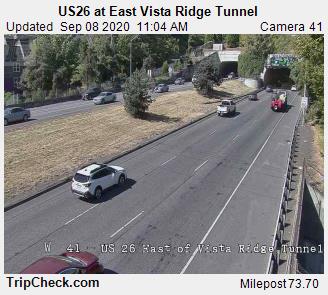 US26 at East Vista Ridge Tunnel
Updated Sep 08 2020 11:04 AM Camera 41
W 41 US 26 East of Vista Ridge Tunnel
TripCheck.com Milepost 73.70